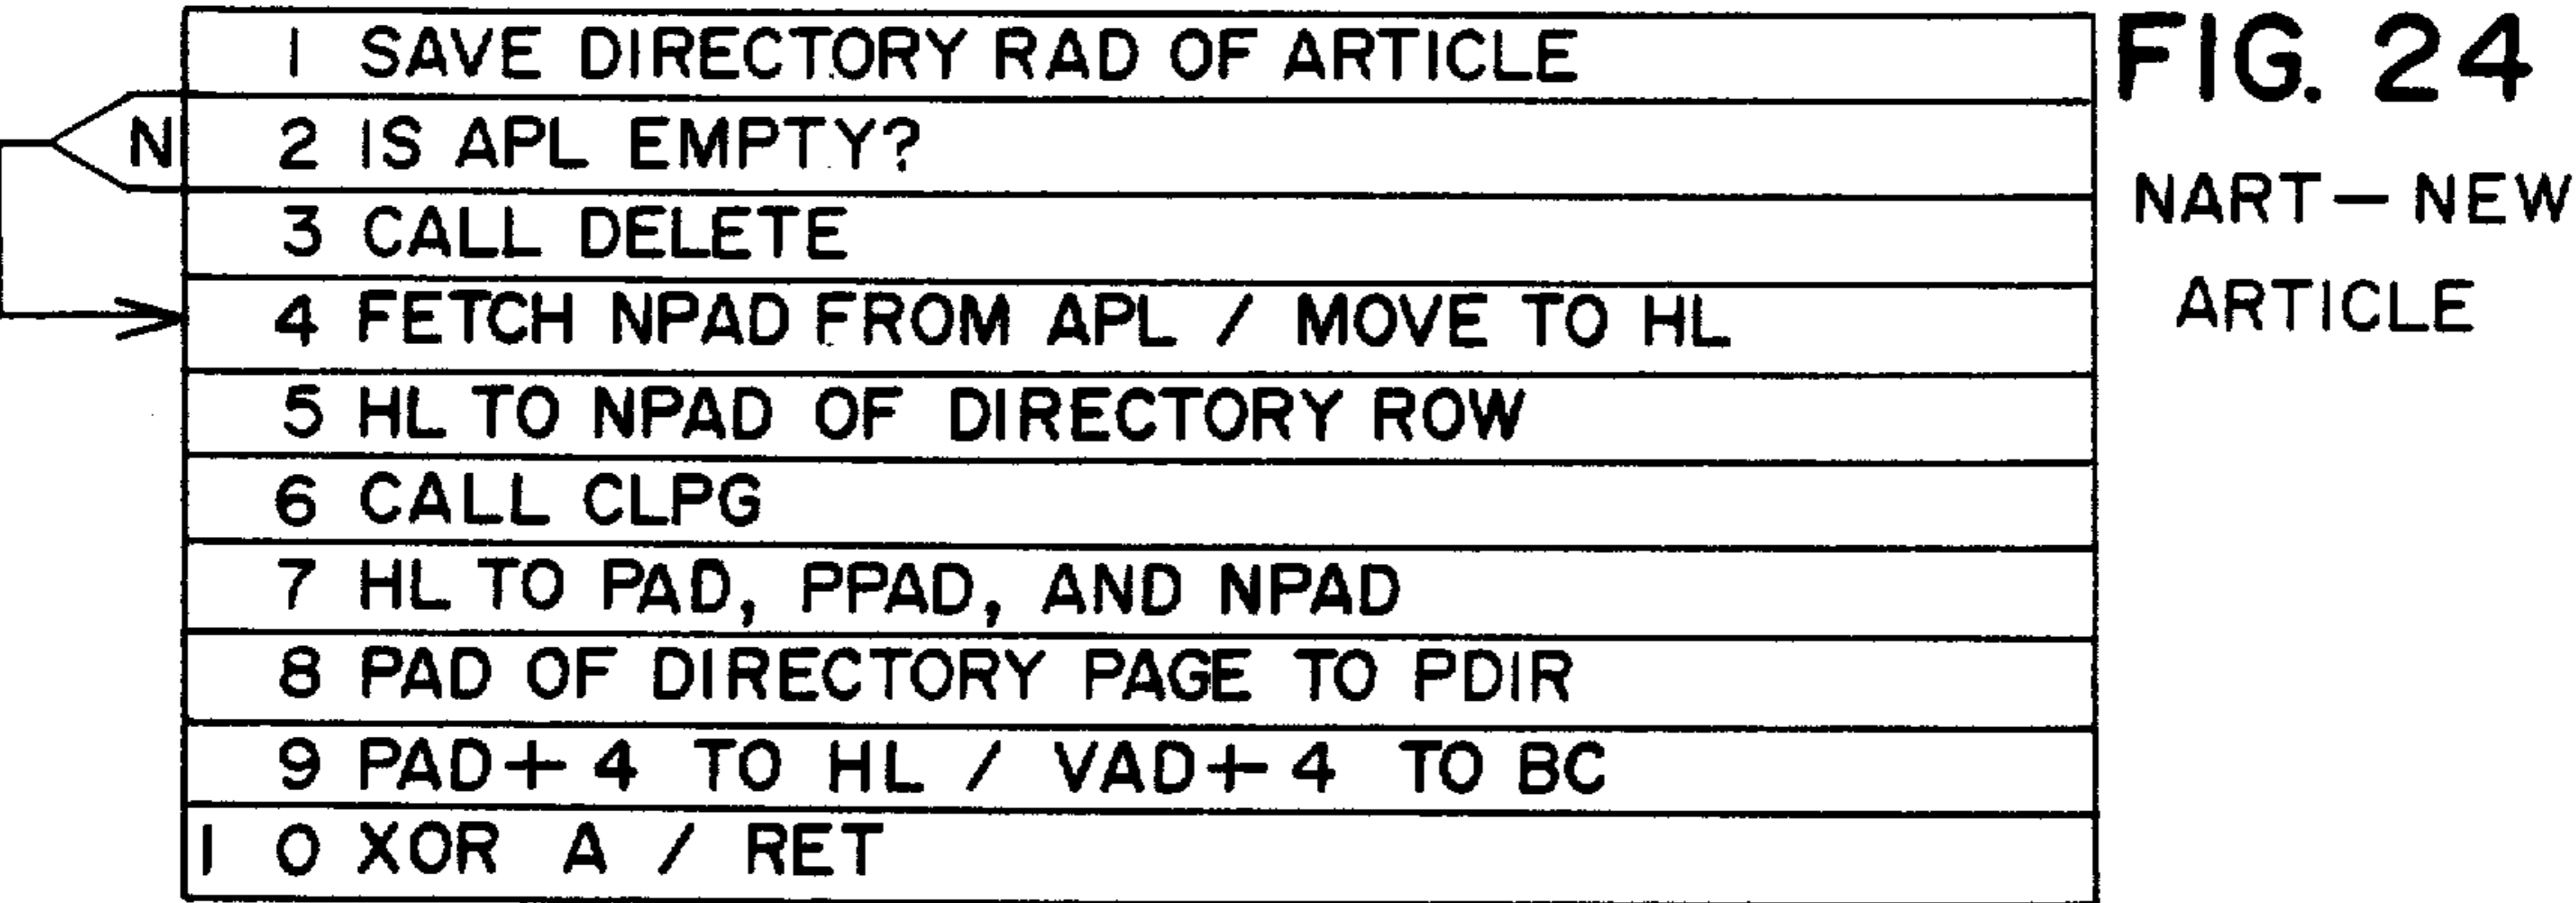 1 SAVE DIRECTORY RAD OF ARTICLE
N 2 IS APL EMPTY?
3 CALL DELETE
4 FETCH NPAD FROM APL / MOVE TO HL
5 HL TO NPAD OF DIRECTORY ROW
6 CALL CLPG
7 HL TO PAD, PPAD, AND NPAD
8 PAD OF DIRECTORY PAGE TO PDIR
9 PAD+4 TO HL / VAD+4 TO BC
10 XOR A / RET
FIG. 24
NART — NEW
ARTICLE